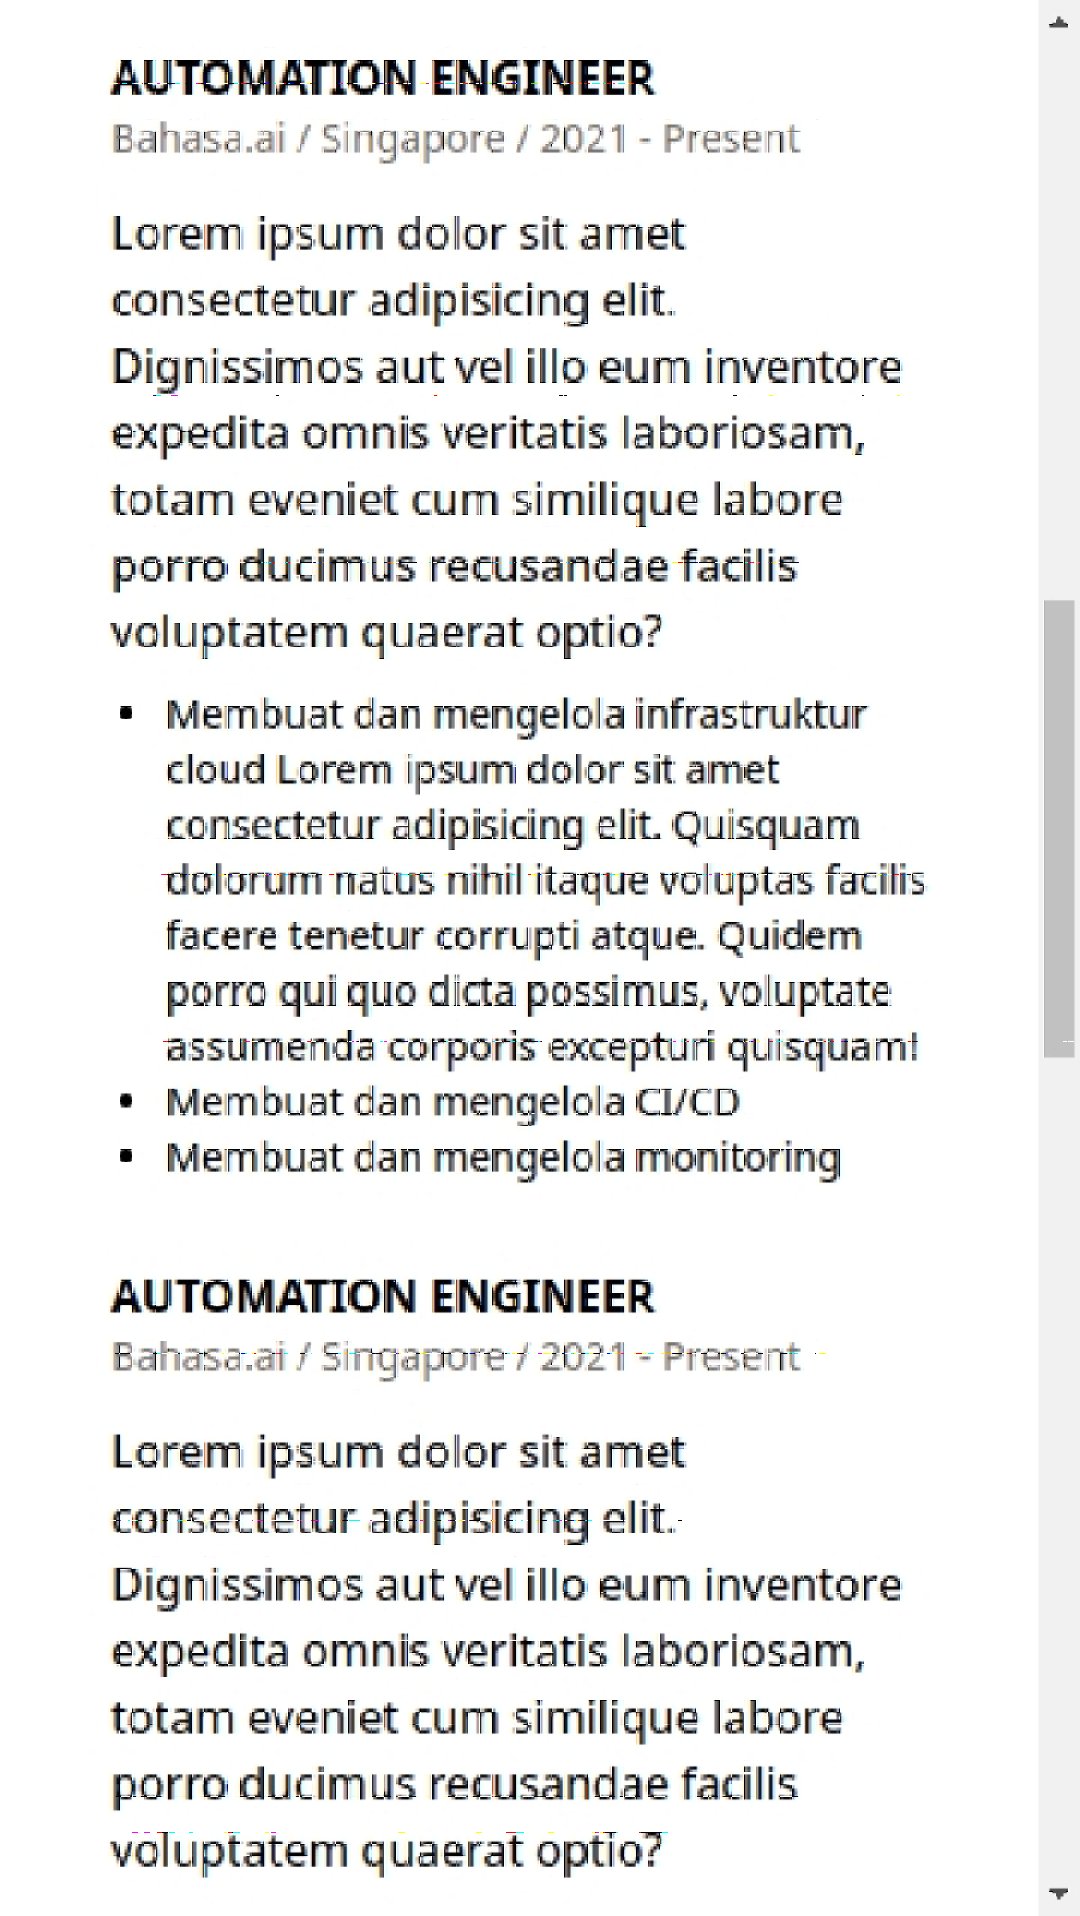 AUTOMATION ENGINEER
Bahasa.ai / Singapore / 2021 - Present
Lorem ipsum dolor sit amet
consectetur adipisicing elit.
Dignissimos aut vel illo eum inventore
expedita omnis veritatis laboriosam,
totam eveniet cum similique labore
porro ducimus recusandae facilis
voluptatem quaerat optio?
• Membuat dan mengelola infrastruktur
cloud Lorem ipsum dolor sit amet
consectetur adipisicing elit. Quisquam
dolorum natus nihil itaque voluptas facilis
facere tenetur corrupti atque. Quidem
porro qui quo dicta possimus, voluptate
assumenda corporis excepturi quisquam!
• Membuat dan mengelola CI/CD
• Membuat dan mengelola monitoring
AUTOMATION ENGINEER
Bahasa.ai / Singapore / 2021 - Present
Lorem ipsum dolor sit amet
consectetur adipisicing elit.
Dignissimos aut vel illo eum inventore
expedita omnis veritatis laboriosam,
totam eveniet cum similique labore
porro ducimus recusandae facilis
voluptatem quaerat optio?